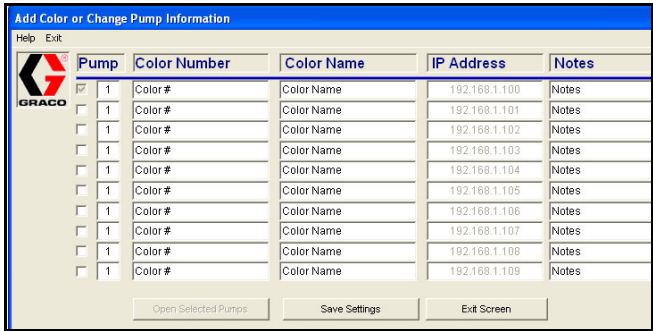 Add Color or Change Pump Information
Help Exit
GRACO
Pump Color Number Color Name IP Address Notes
1 Color # Color Name 192.168.1.100 Notes
1 Color # Color Name 192.168.1.101 Notes
1 Color # Color Name 192.168.1.102 Notes
1 Color # Color Name 192.168.1.103 Notes
1 Color # Color Name 192.168.1.104 Notes
1 Color # Color Name 192.168.1.105 Notes
1 Color # Color Name 192.168.1.106 Notes
1 Color # Color Name 192.168.1.107 Notes
1 Color # Color Name 192.168.1.108 Notes
1 Color # Color Name 192.168.1.109 Notes
Open Selected Pumps Save Settings Exit Screen